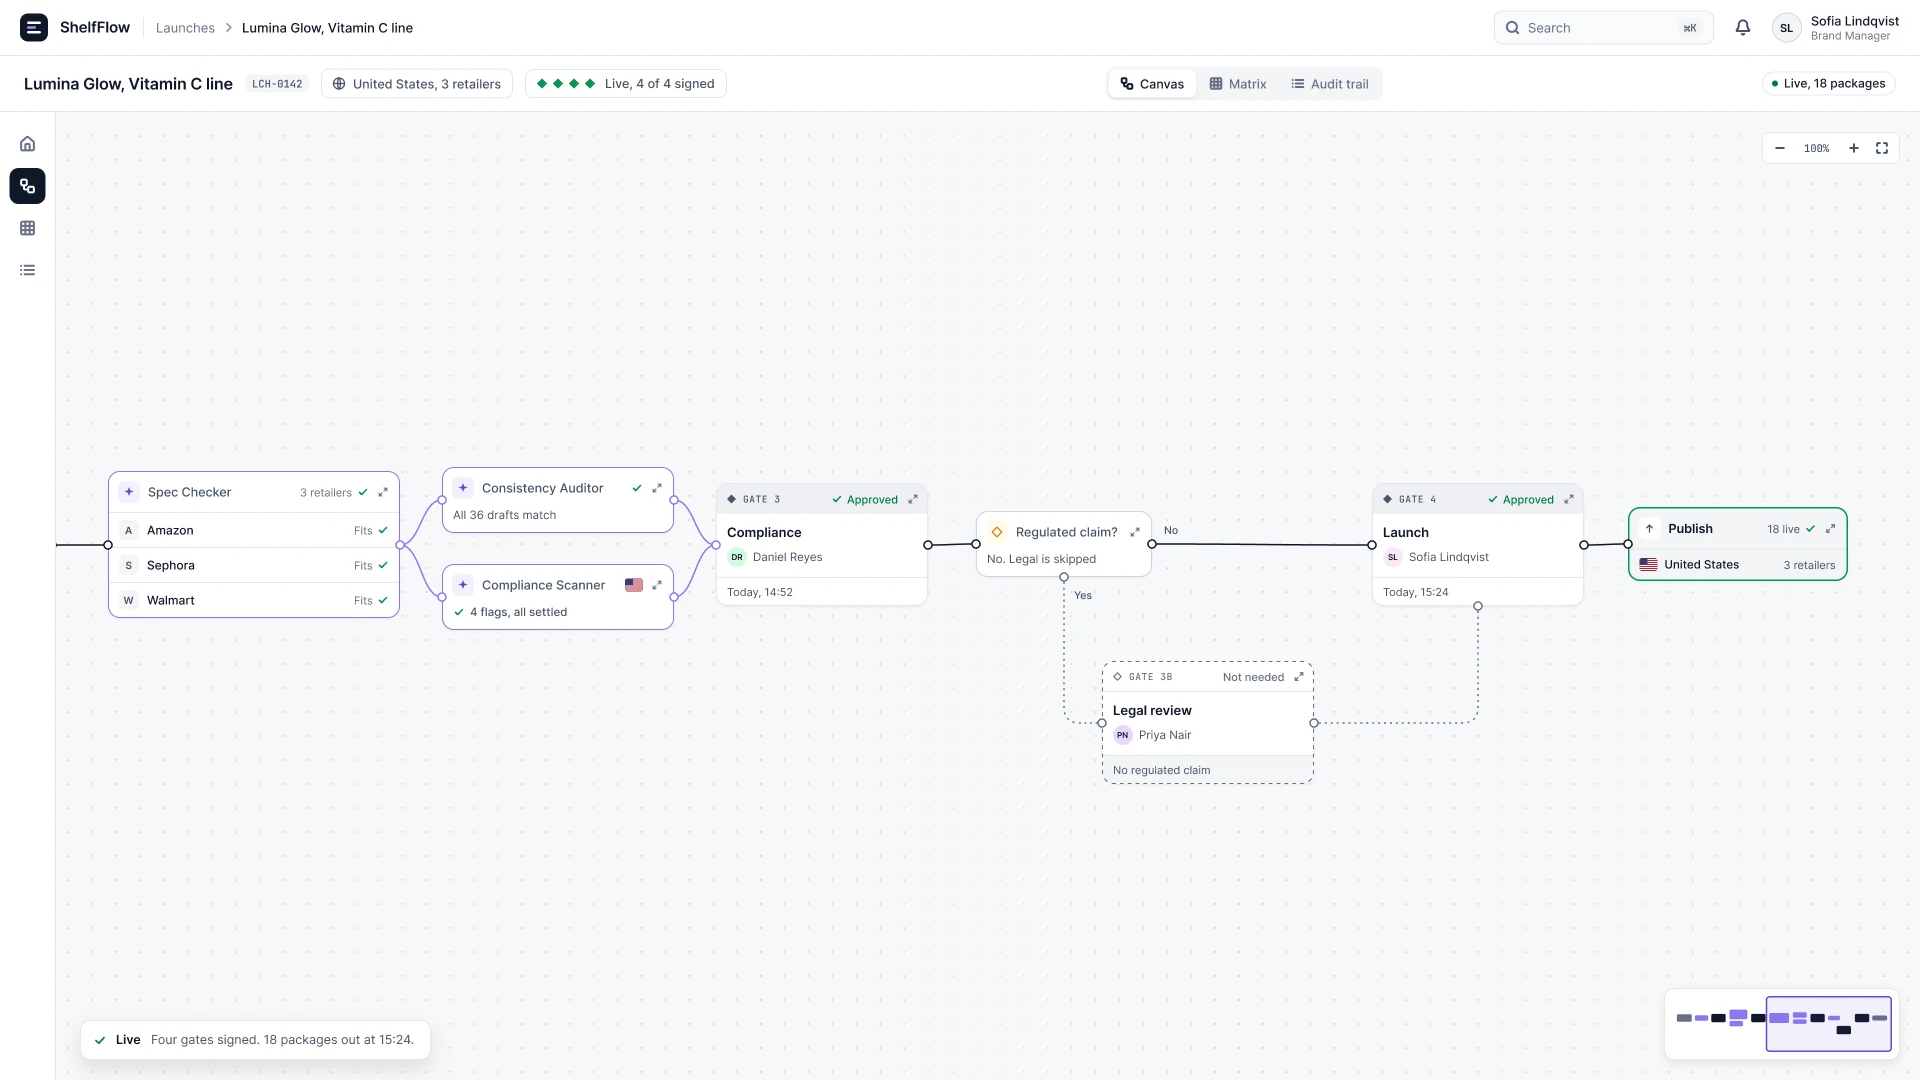 ShelfFlow
Launches
Lumina Glow, Vitamin C line
Search
⌘K
SL
Sofia Lindqvist
Brand Manager
Lumina Glow, Vitamin C line
LCH-0142
United States, 3 retailers
Live, 4 of 4 signed
Canvas
Matrix
Audit trail
Live, 18 packages
100%
Spec Checker
3 retailers
A Amazon Fits
S Sephora Fits
W Walmart Fits
Consistency Auditor
All 36 drafts match
Compliance Scanner
4 flags, all settled
GATE 3 Approved
Compliance
DR Daniel Reyes
Today, 14:52
Regulated claim?
No. Legal is skipped
No
Yes
GATE 3B Not needed
Legal review
PN Priya Nair
No regulated claim
GATE 4 Approved
Launch
SL Sofia Lindqvist
Today, 15:24
Publish 18 live
United States 3 retailers
Live Four gates signed. 18 packages out at 15:24.